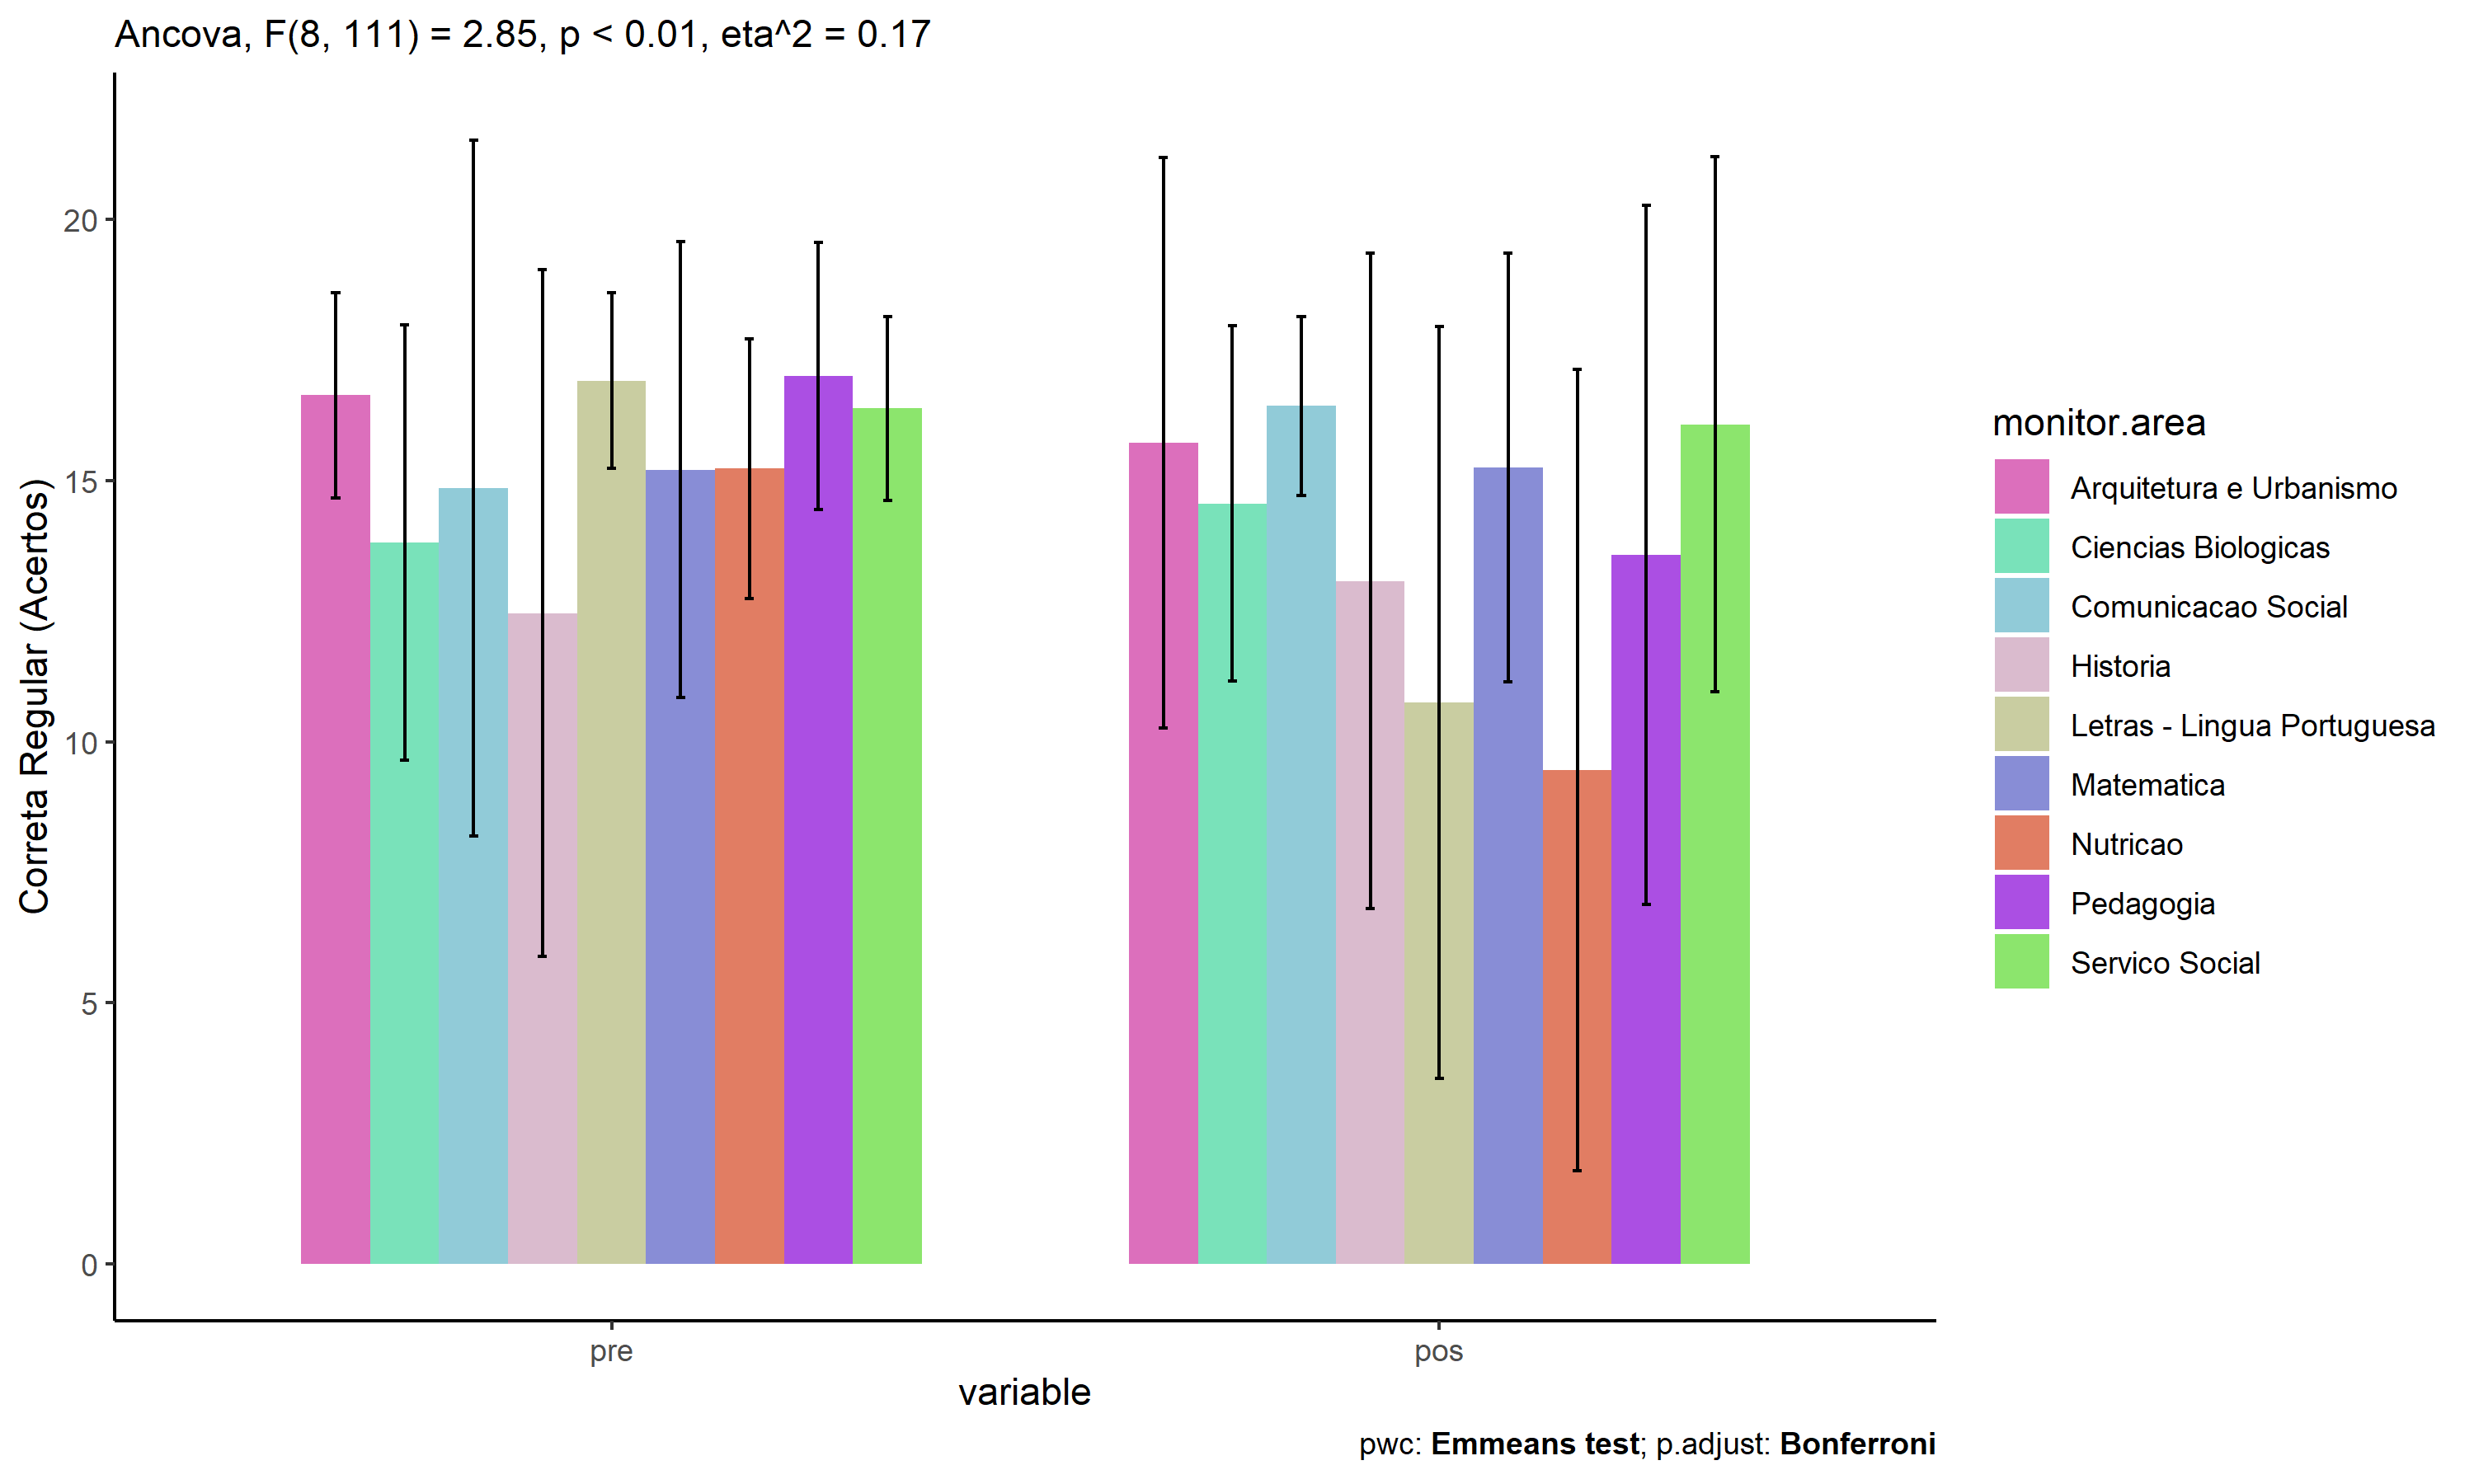 Ancova, F(8, 111) = 2.85, p < 0.01, eta^2 = 0.17
Correta Regular (Acertos)
20
15
10
5
0
pre
pos
variable
monitor.area
Arquitetura e Urbanismo
Ciencias Biologicas
Comunicacao Social
Historia
Letras - Lingua Portuguesa
Matematica
Nutricao
Pedagogia
Servico Social
pwc: Emmeans test; p.adjust: Bonferroni